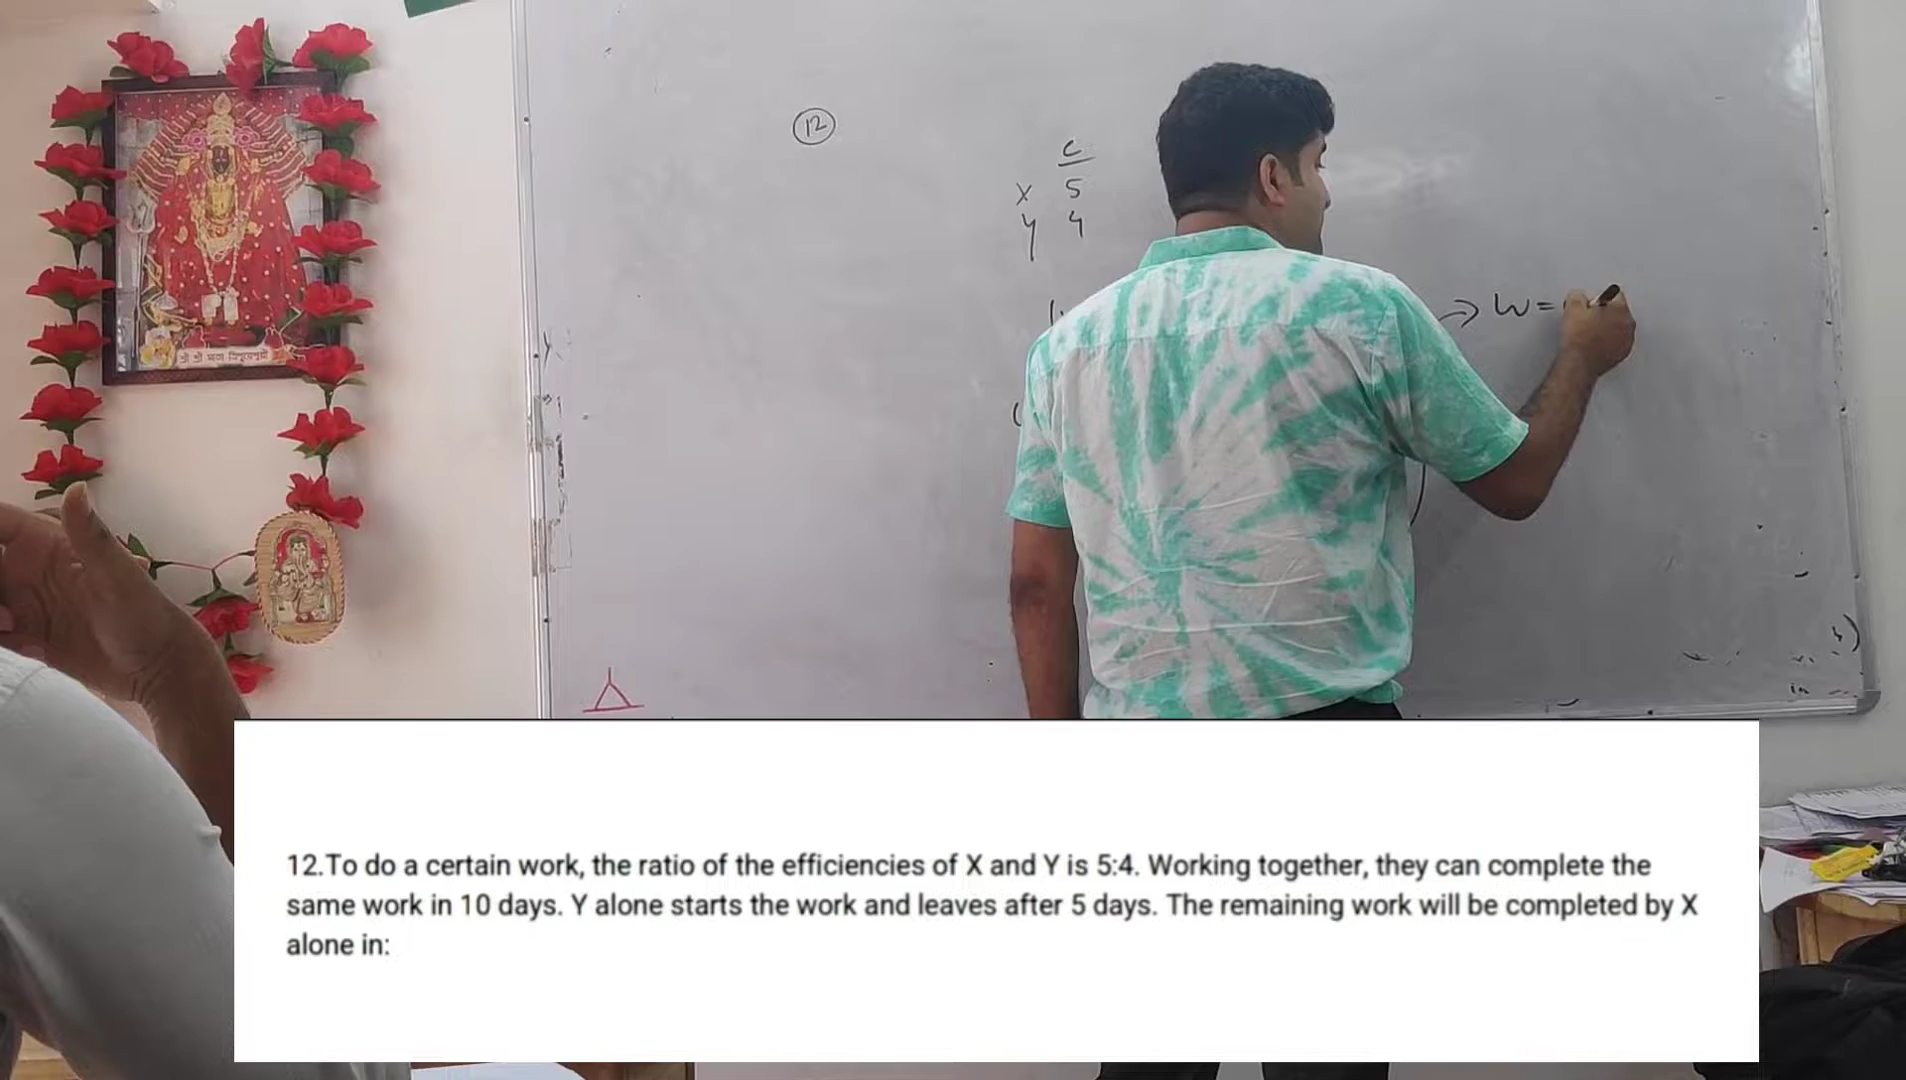 12
e
X 5
Y 4
→ W=
श्री श्री माता त्रिपुरसुन्दरी
12.To do a certain work, the ratio of the efficiencies of X and Y is 5:4. Working together, they can complete the
same work in 10 days. Y alone starts the work and leaves after 5 days. The remaining work will be completed by X
alone in: